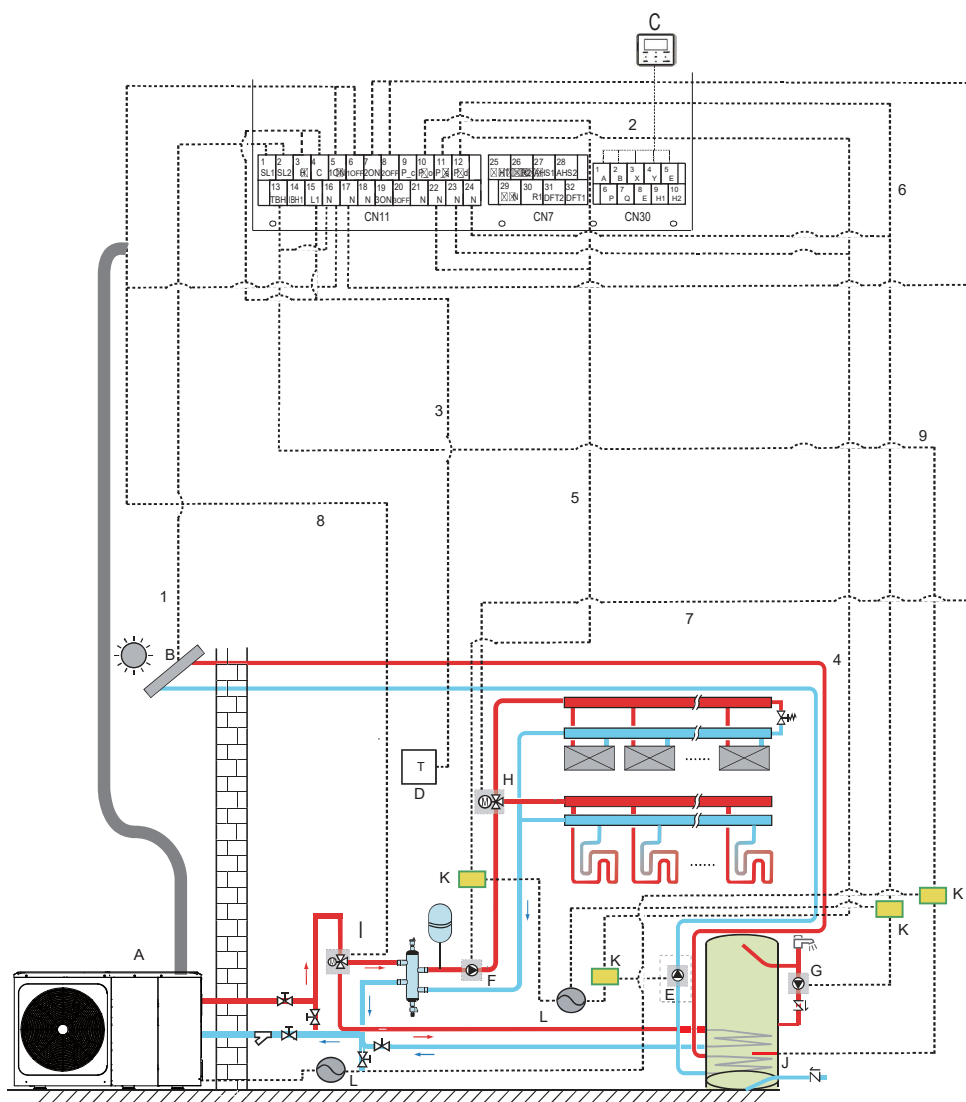 C
2
1 2 3 4 5 6 7 8 9 10 11 12
SL1 SL2 C 1OFF 2ON 2OFF P_c
13 14 15 16 17 18 19 20 21 22 23 24
TBH IBH1 L1 N N N 3ON 3OFF N N N N
CN11
25 26 27 28
AHS1 AHS2
29 30 31 32
N R1 DFT2 DFT1
CN7
1 2 3 4 5
A B X Y E
6 7 8 9 10
P Q E H1 H2
CN30
6
3
9
5
8
1
7
B
4
T
D
H
M
K
K
K
A
I
M
F
K
G
E
L
J
L